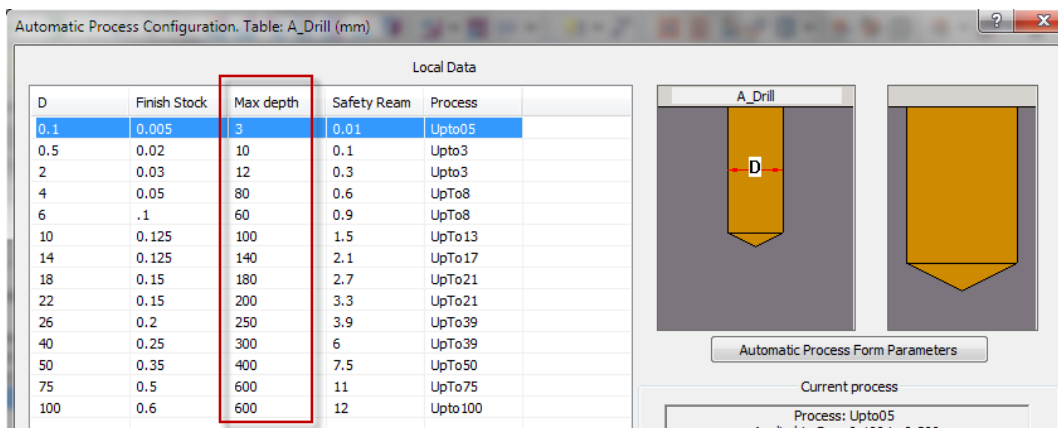 Automatic Process Configuration. Table: A_Drill (mm)
? X
Local Data
D Finish Stock Max depth Safety Ream Process
0.1 0.005 3 0.01 Upto05
0.5 0.02 10 0.1 Upto3
2 0.03 12 0.3 Upto3
4 0.05 80 0.6 UpTo8
6 .1 60 0.9 UpTo8
10 0.125 100 1.5 UpTo13
14 0.125 140 2.1 UpTo17
18 0.15 180 2.7 UpTo21
22 0.15 200 3.3 UpTo21
26 0.2 250 3.9 UpTo39
40 0.25 300 6 UpTo39
50 0.35 400 7.5 UpTo50
75 0.5 600 11 UpTo75
100 0.6 600 12 Upto100
A_Drill
D
Automatic Process Form Parameters
Current process
Process: Upto05